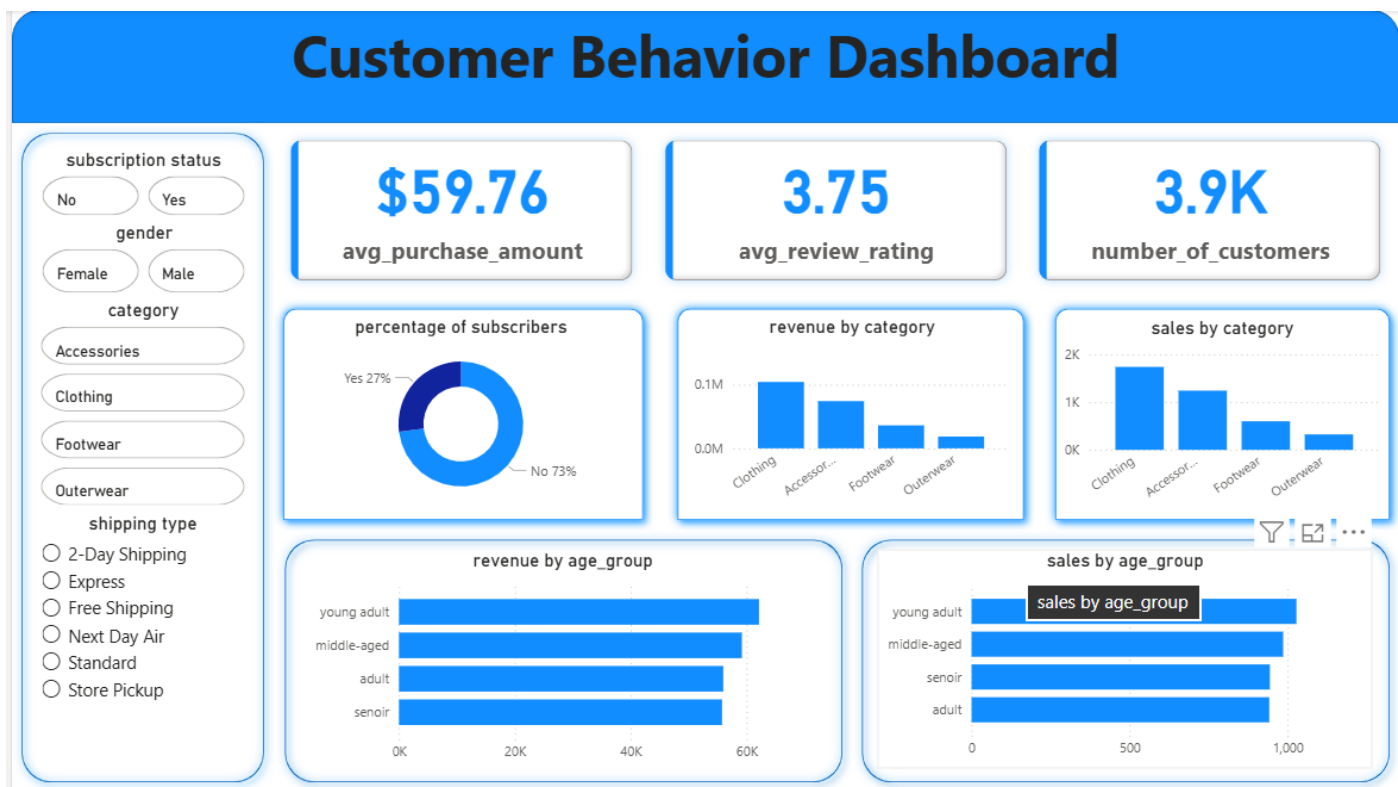 Customer Behavior Dashboard
subscription status
No
Yes
gender
Female
Male
category
Accessories
Clothing
Footwear
Outerwear
shipping type
2-Day Shipping
Express
Free Shipping
Next Day Air
Standard
Store Pickup
$59.76
avg_purchase_amount
3.75
avg_review_rating
3.9K
number_of_customers
percentage of subscribers
Yes 27%
No 73%
revenue by category
0.1M
0.0M
Clothing
Accessor...
Footwear
Outerwear
sales by category
2K
1K
0K
Clothing
Accessor...
Footwear
Outerwear
revenue by age_group
young adult
middle-aged
adult
senoir
0K
20K
40K
60K
sales by age_group
sales by age_group
young adult
middle-aged
senoir
adult
0
500
1,000